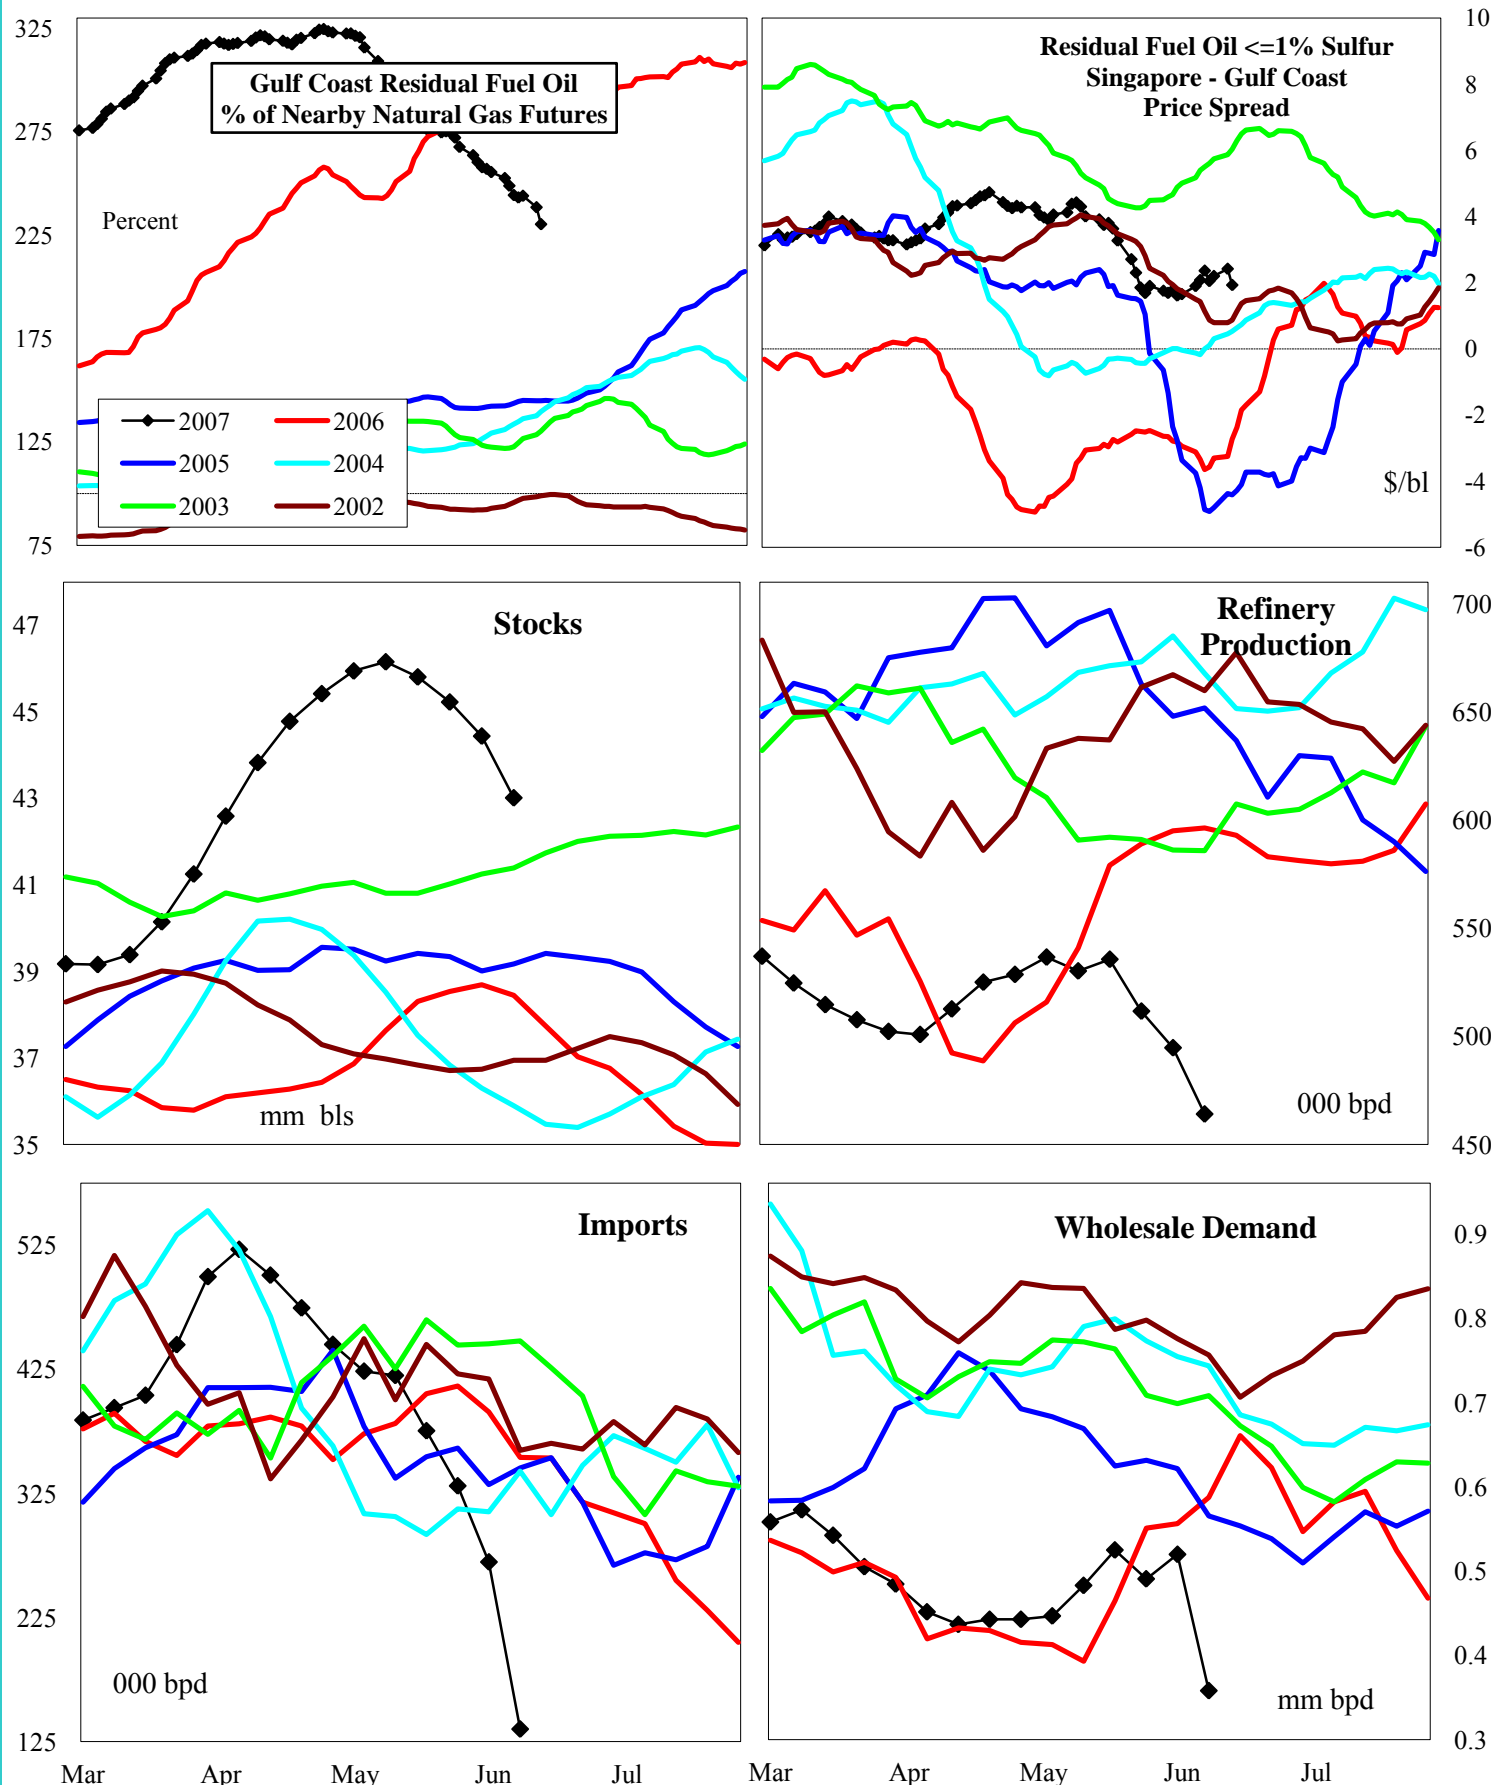 325
275
225
175
125
75
Gulf Coast Residual Fuel Oil
% of Nearby Natural Gas Futures
Percent
2007
2006
2005
2004
2003
2002
Residual Fuel Oil <=1% Sulfur
Singapore - Gulf Coast
Price Spread
$/bl
10
8
6
4
2
0
-2
-4
-6
47
45
43
41
39
37
35
Stocks
mm bls
Refinery
Production
000 bpd
700
650
600
550
500
450
525
425
325
225
125
Imports
000 bpd
Mar
Apr
May
Jun
Jul
Wholesale Demand
mm bpd
0.9
0.8
0.7
0.6
0.5
0.4
0.3
Mar
Apr
May
Jun
Jul